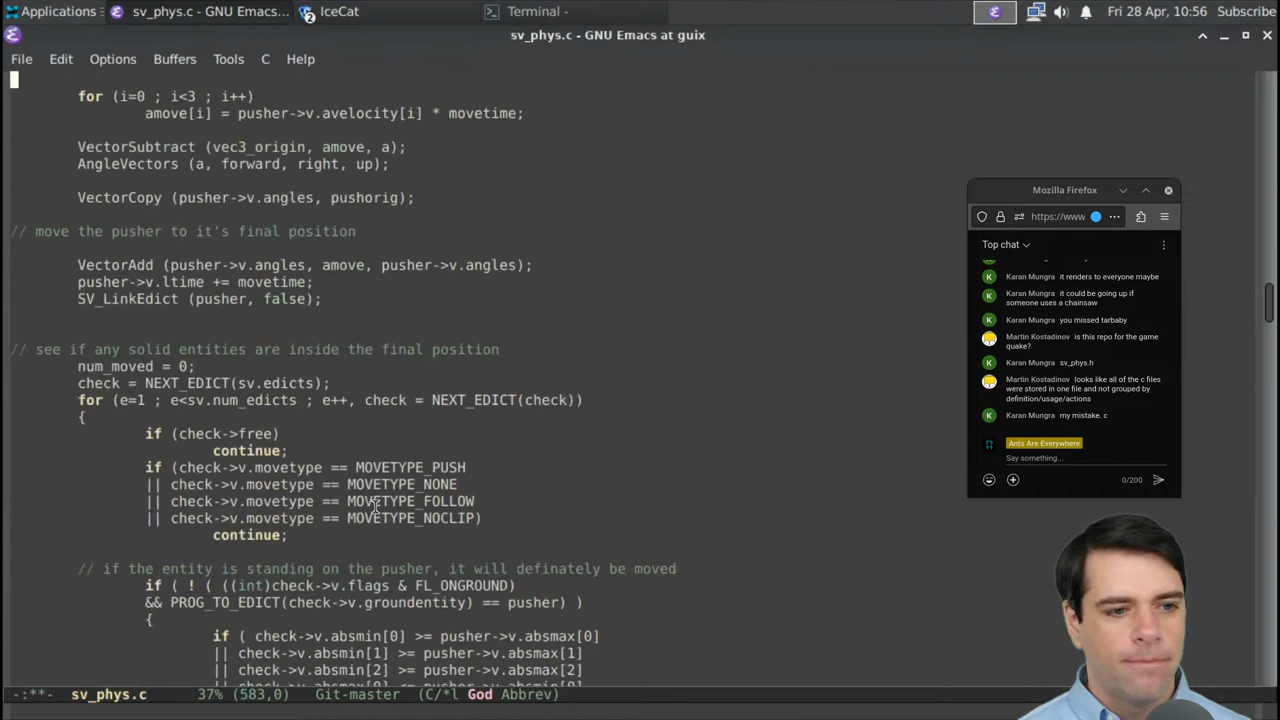 Applications
sv_phys.c - GNU Emacs...
2
IceCat
Terminal -
Fri 28 Apr, 10:56
Subscribe
sv_phys.c - GNU Emacs at guix
File Edit Options Buffers Tools C Help
for (i=0 ; i<3 ; i++)
amove[i] = pusher->v.avelocity[i] * movetime;
VectorSubtract (vec3_origin, amove, a);
AngleVectors (a, forward, right, up);
VectorCopy (pusher->v.angles, pushorig);
// move the pusher to it's final position
VectorAdd (pusher->v.angles, amove, pusher->v.angles);
pusher->v.ltime += movetime;
SV_LinkEdict (pusher, false);
// see if any solid entities are inside the final position
num_moved = 0;
check = NEXT_EDICT(sv.edicts);
for (e=1 ; e<sv.num_edicts ; e++, check = NEXT_EDICT(check))
{
if (check->free)
continue;
if (check->v.movetype == MOVETYPE_PUSH
|| check->v.movetype == MOVETYPE_NONE
|| check->v.movetype == MOVETYPE_FOLLOW
|| check->v.movetype == MOVETYPE_NOCLIP)
continue;
// if the entity is standing on the pusher, it will definately be moved
if ( ! ( ((int)check->v.flags & FL_ONGROUND)
&& PROG_TO_EDICT(check->v.groundentity) == pusher) )
{
if ( check->v.absmin[0] >= pusher->v.absmax[0]
|| check->v.absmin[1] >= pusher->v.absmax[1]
|| check->v.absmin[2] >= pusher->v.absmax[2]
-:**- sv_phys.c 37% (583,0) Git-master (C/*l God Abbrev)
Mozilla Firefox
https://www
Top chat
K Karan Mungra it renders to everyone maybe
K Karan Mungra it could be going up if
someone uses a chainsaw
K Karan Mungra you missed tarbaby
Martin Kostadinov is this repo for the game
quake?
K Karan Mungra sv_phys.h
Martin Kostadinov looks like all of the c files
were stored in one file and not grouped by
definition/usage/actions
K Karan Mungra my mistake. c
Ants Are Everywhere
Say something...
0/200